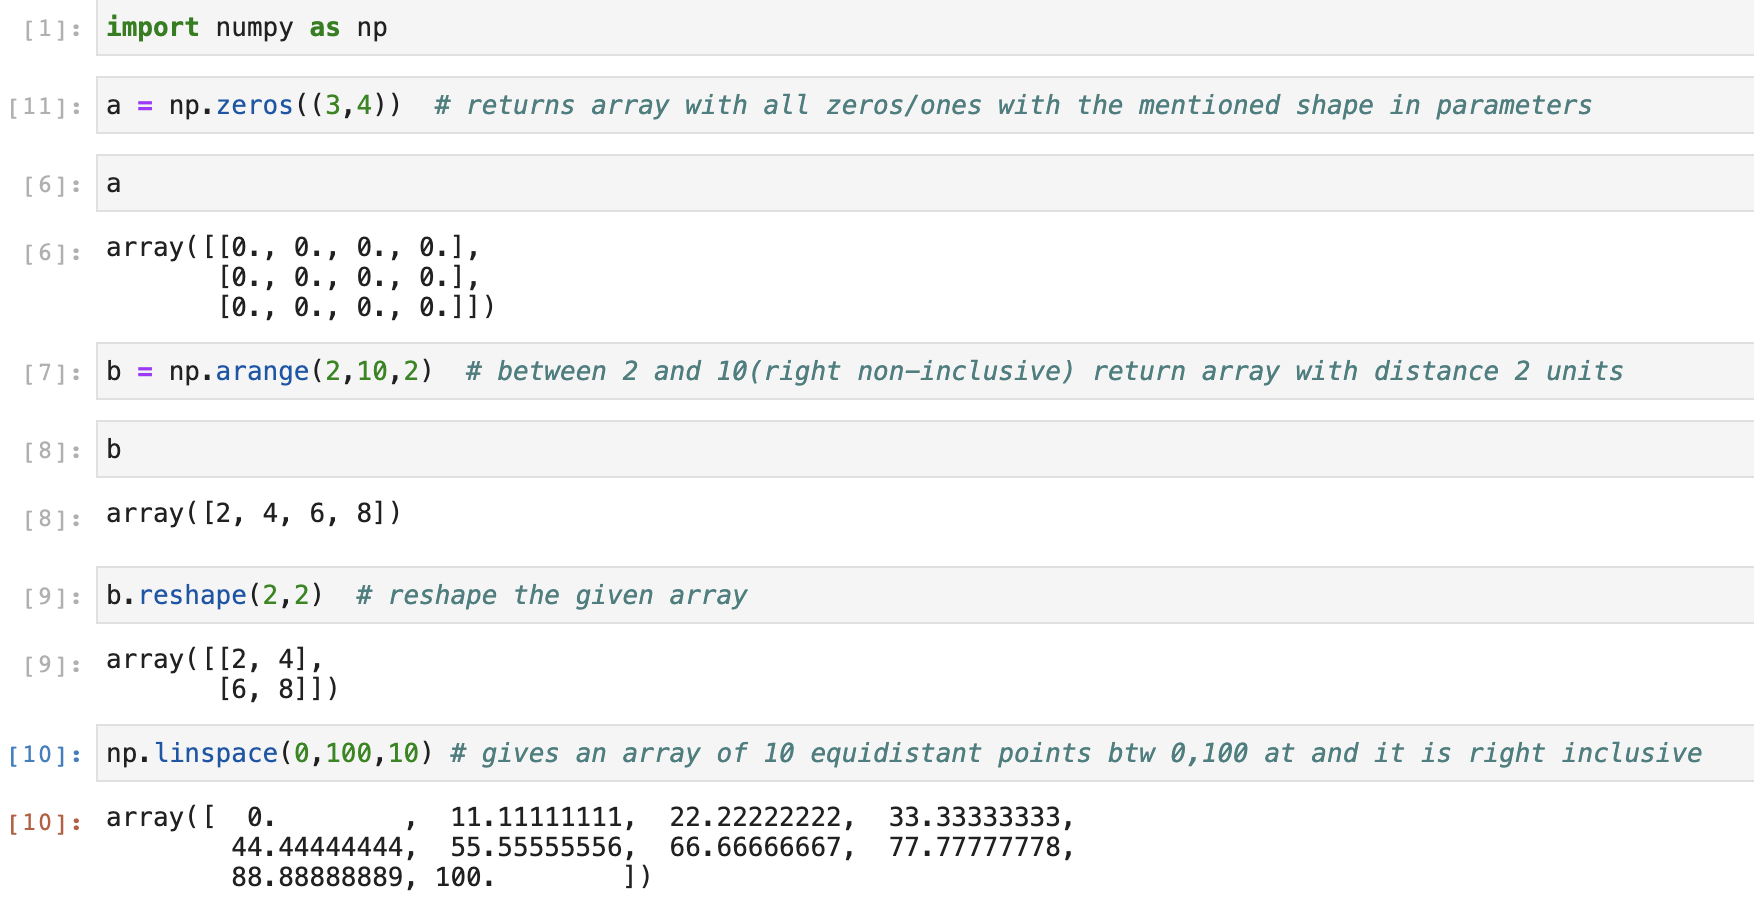 [1]: import numpy as np
[11]: a = np.zeros((3,4))  # returns array with all zeros/ones with the mentioned shape in parameters
[6]: a
[6]: array([[0., 0., 0., 0.],
       [0., 0., 0., 0.],
       [0., 0., 0., 0.]])
[7]: b = np.arange(2,10,2)  # between 2 and 10(right non-inclusive) return array with distance 2 units
[8]: b
[8]: array([2, 4, 6, 8])
[9]: b.reshape(2,2)  # reshape the given array
[9]: array([[2, 4],
       [6, 8]])
[10]: np.linspace(0,100,10) # gives an array of 10 equidistant points btw 0,100 at and it is right inclusive
[10]: array([  0.        ,  11.11111111,  22.22222222,  33.33333333,
        44.44444444,  55.55555556,  66.66666667,  77.77777778,
        88.88888889, 100.        ])